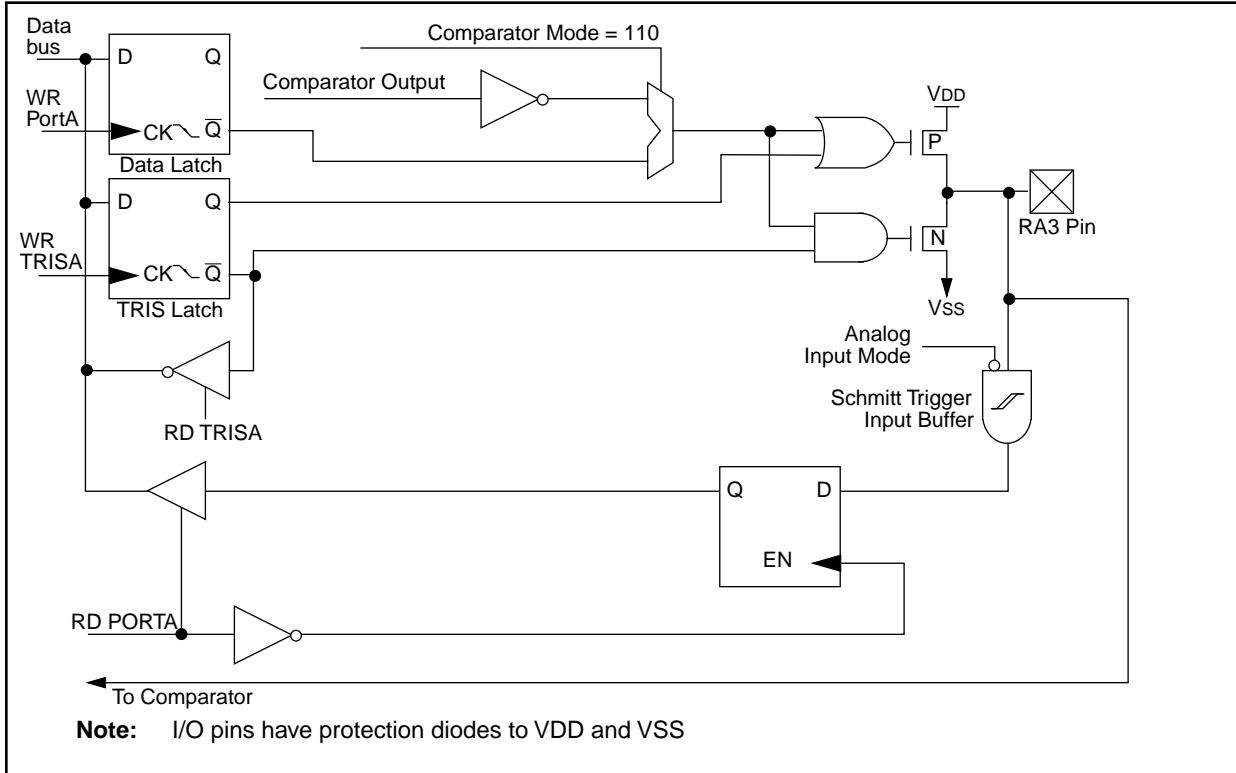 Data
bus
D Q
WR
PortA
CK Q
Data Latch
D Q
WR
TRISA
CK Q
TRIS Latch
RD TRISA
Comparator Mode = 110
Comparator Output
VDD
P
RA3 Pin
N
VSS
Analog
Input Mode
Schmitt Trigger
Input Buffer
Q D
EN
RD PORTA
To Comparator
Note: I/O pins have protection diodes to VDD and VSS